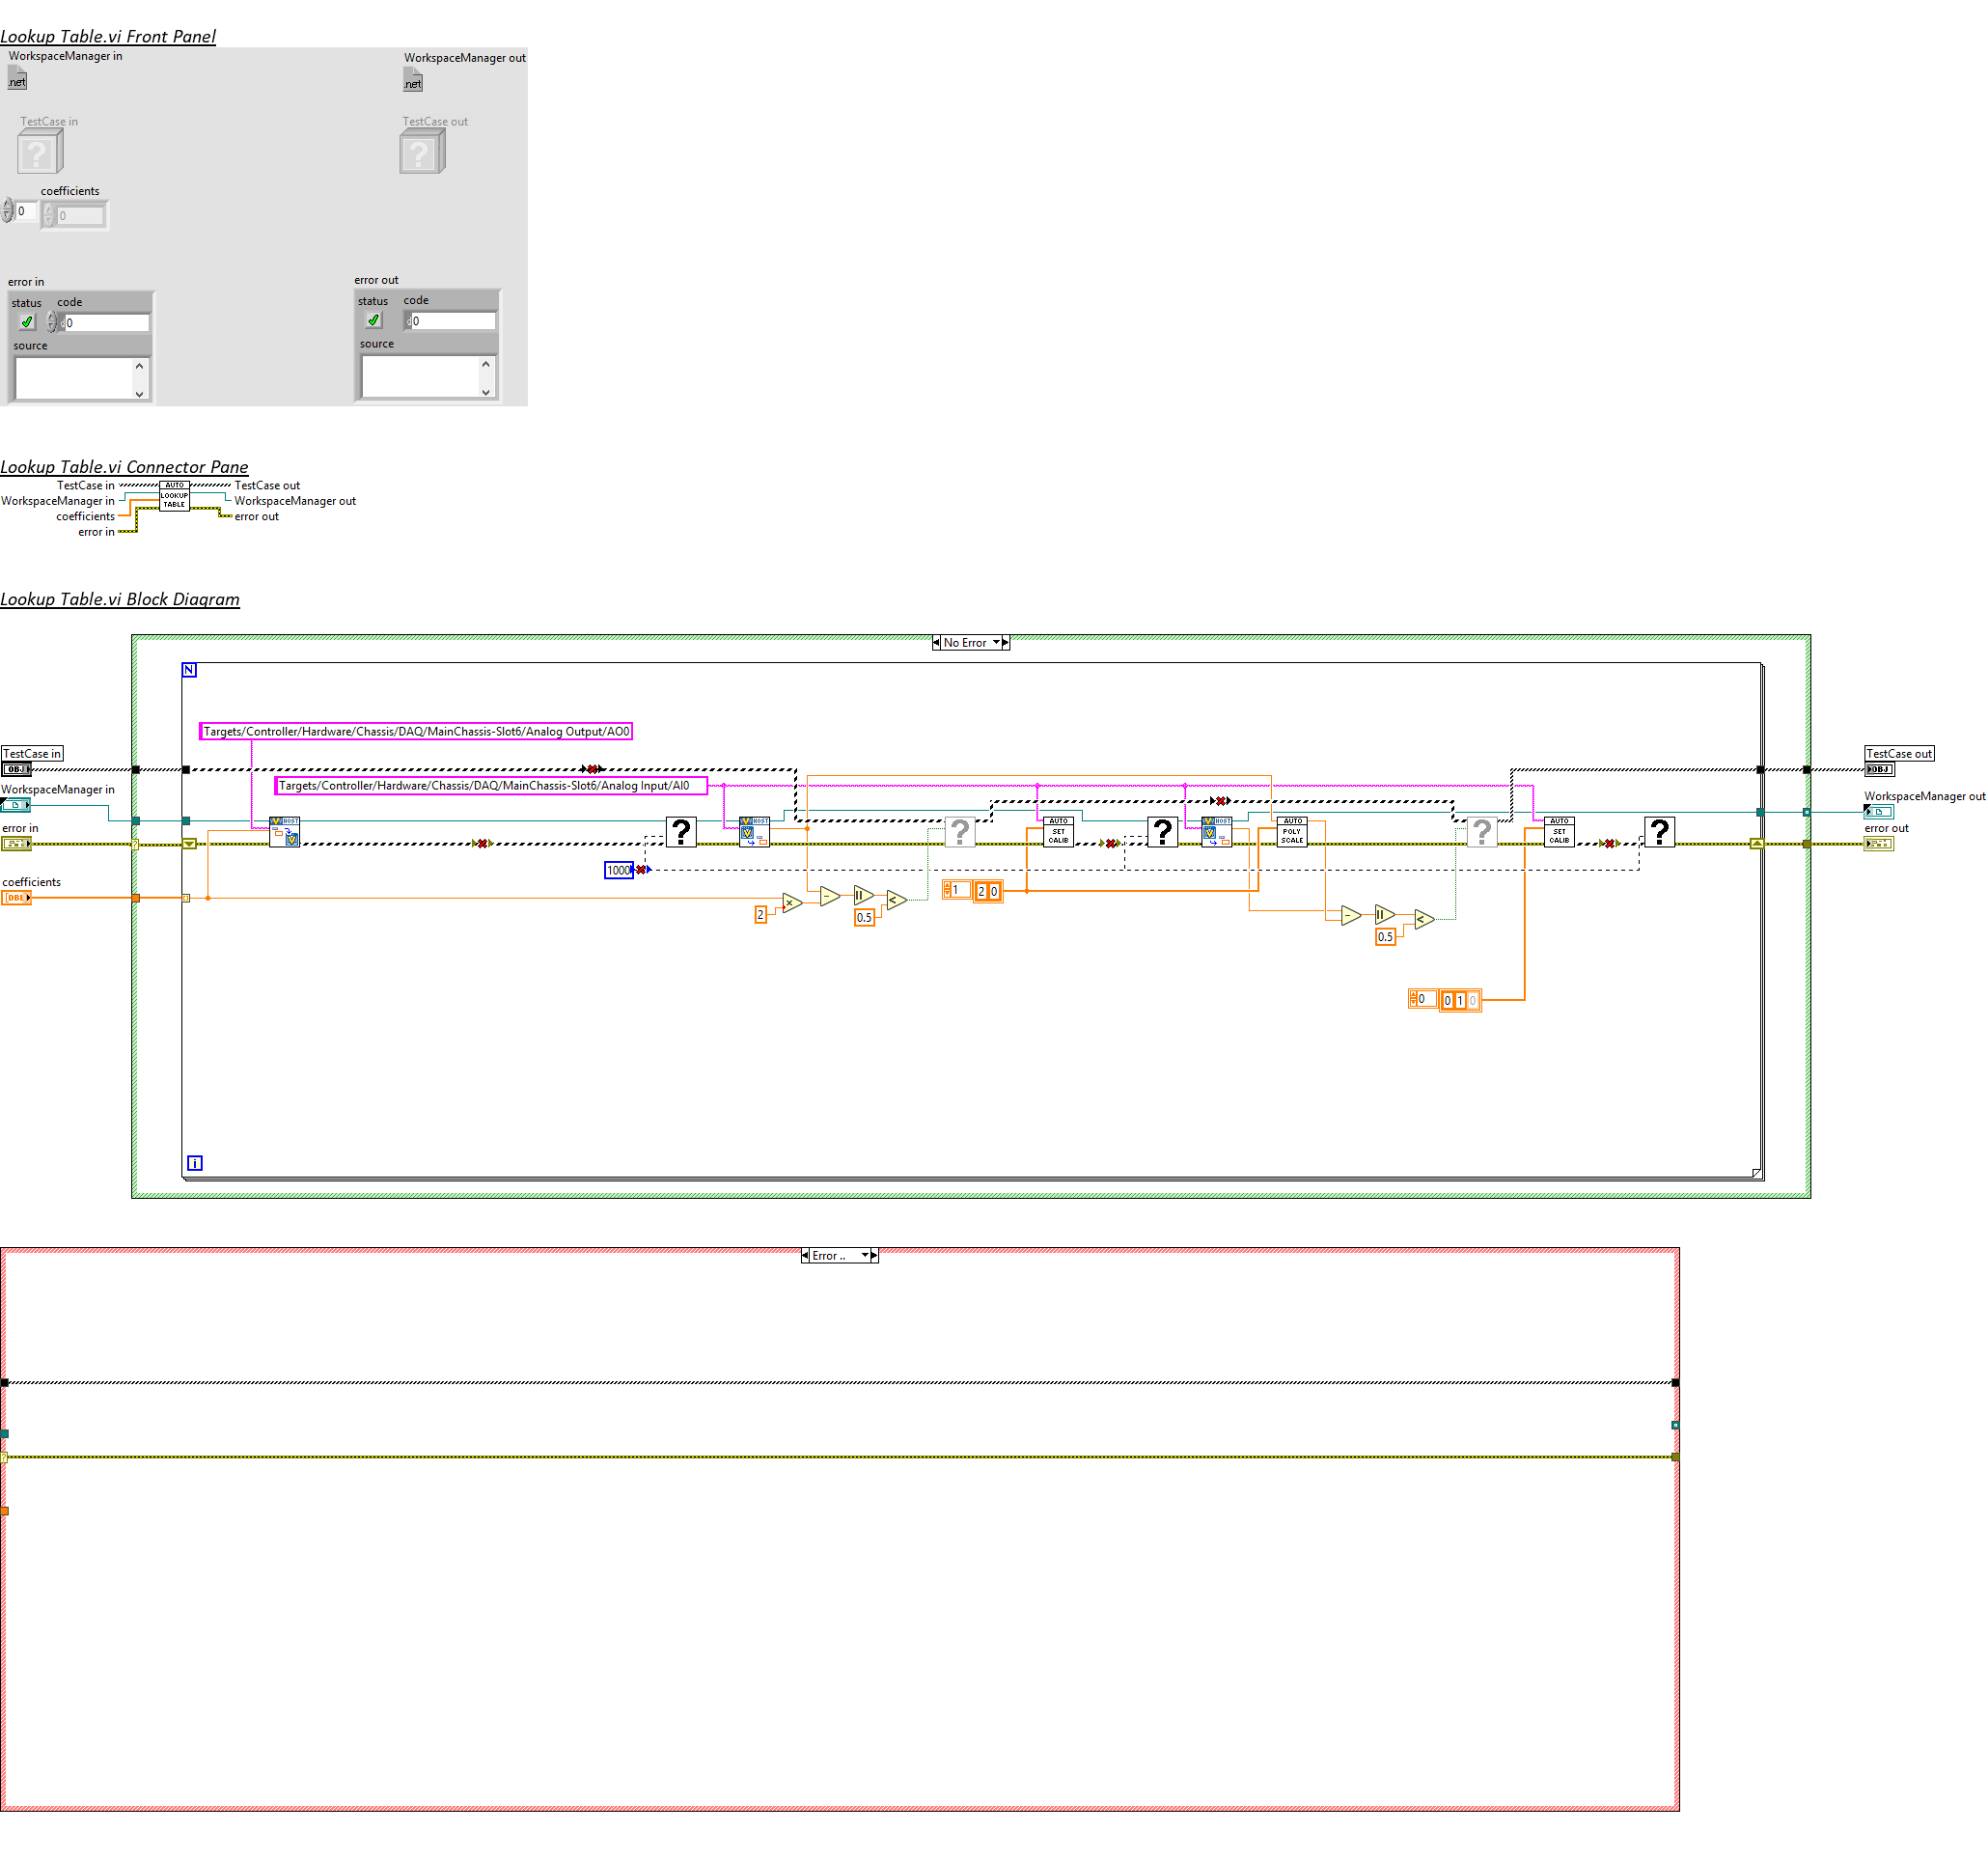 Lookup Table.vi Front Panel
WorkspaceManager in
WorkspaceManager out
.net
.net
TestCase in
TestCase out
?
?
coefficients
0
0
error in
error out
status code
status code
0
0
source
source
Lookup Table.vi Connector Pane
TestCase in
AUTO
TestCase out
WorkspaceManager in
LOOKUP
WorkspaceManager out
TABLE
coefficients
error out
error in
Lookup Table.vi Block Diagram
No Error
N
Targets/Controller/Hardware/Chassis/DAQ/MainChassis-Slot6/Analog Output/AO0
TestCase in
TestCase out
OBJ
OBJ
Targets/Controller/Hardware/Chassis/DAQ/MainChassis-Slot6/Analog Input/AI0
WorkspaceManager in
WorkspaceManager out
error in
error out
HOST
?
HOST
?
AUTO
SET
CALIB
?
HOST
AUTO
POLY
SCALE
?
AUTO
SET
CALIB
?
1000
coefficients
DBL
2
0.5
1
2 0
0.5
0
0 1 0
i
Error ..
?